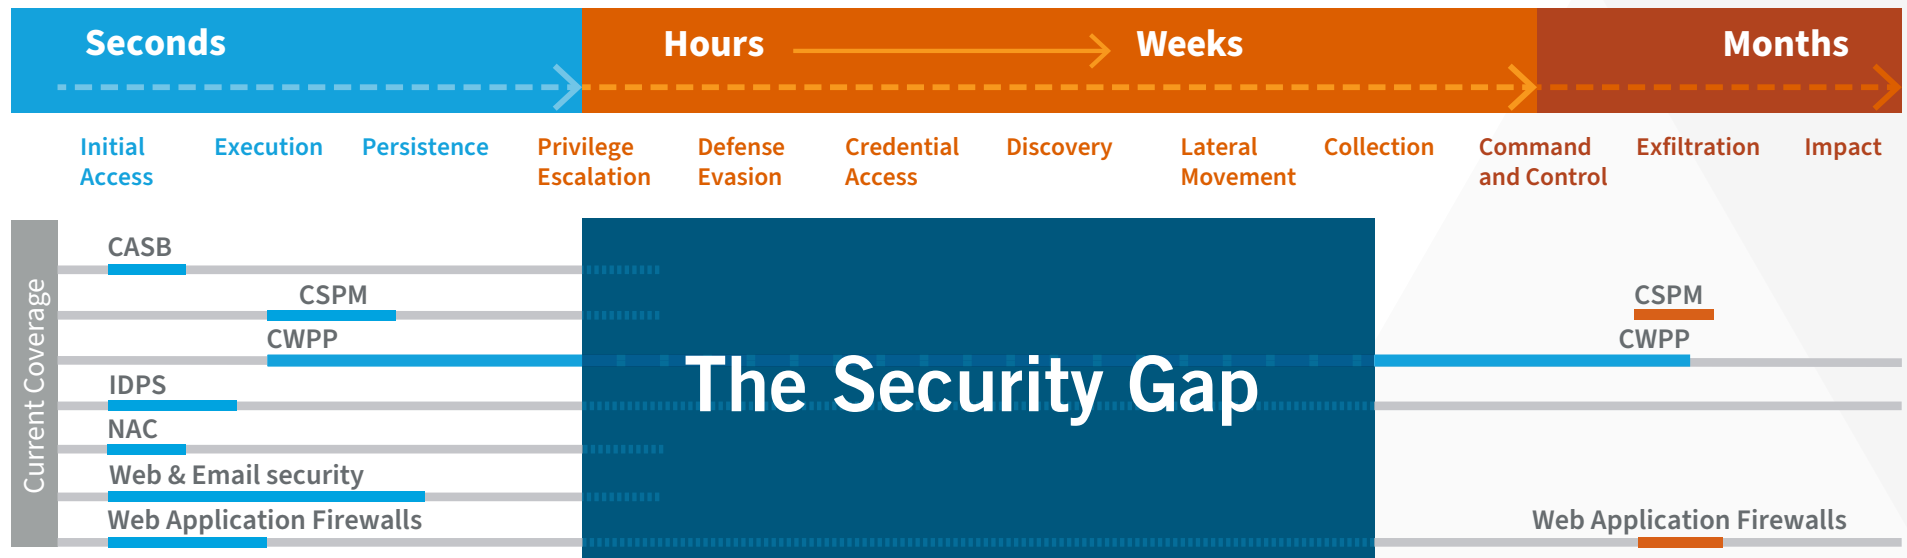 Seconds
Hours
Weeks
Months
Initial
Access
Execution
Persistence
Privilege
Escalation
Defense
Evasion
Credential
Access
Discovery
Lateral
Movement
Collection
Command
and Control
Exfiltration
Impact
Current Coverage
CASB
CSPM
CWPP
IDPS
NAC
Web & Email security
Web Application Firewalls
The Security Gap
CSPM
CWPP
Web Application Firewalls